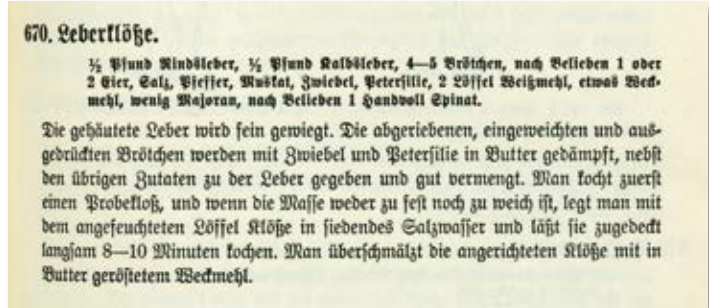 670. Leberklöße.
½ Pfund Rindsleber, ½ Pfund Kalbsleber, 4—5 Brötchen, nach Belieben 1 oder
2 Eier, Salz, Pfeffer, Muskat, Zwiebel, Petersilie, 2 Löffel Weißmehl, etwas Weck-
mehl, wenig Majoran, nach Belieben 1 Handvoll Spinat.
Die gehäutete Leber wird fein gewiegt. Die abgeriebenen, eingeweichten und aus-
gedrückten Brötchen werden mit Zwiebel und Petersilie in Butter gedämpft, nebst
den übrigen Zutaten zu der Leber gegeben und gut vermengt. Man kocht zuerst
einen Probekloß, und wenn die Masse weder zu fest noch zu weich ist, legt man mit
dem angefeuchteten Löffel Klöße in siedendes Salzwasser und läßt sie zugedeckt
langsam 8—10 Minuten kochen. Man überschmälzt die angerichteten Klöße mit in
Butter geröstetem Weckmehl.